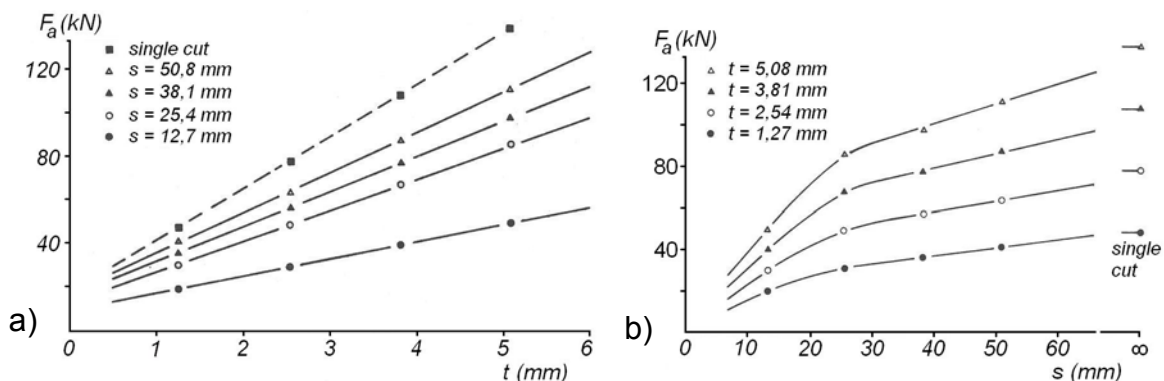 F_a (kN)
120
80
40
0
1
2
3
4
5
6
t (mm)
single cut
s = 50,8 mm
s = 38,1 mm
s = 25,4 mm
s = 12,7 mm
a)
F_a (kN)
120
80
40
0
10
20
30
40
50
60
∞
s (mm)
t = 5,08 mm
t = 3,81 mm
t = 2,54 mm
t = 1,27 mm
single
cut
b)